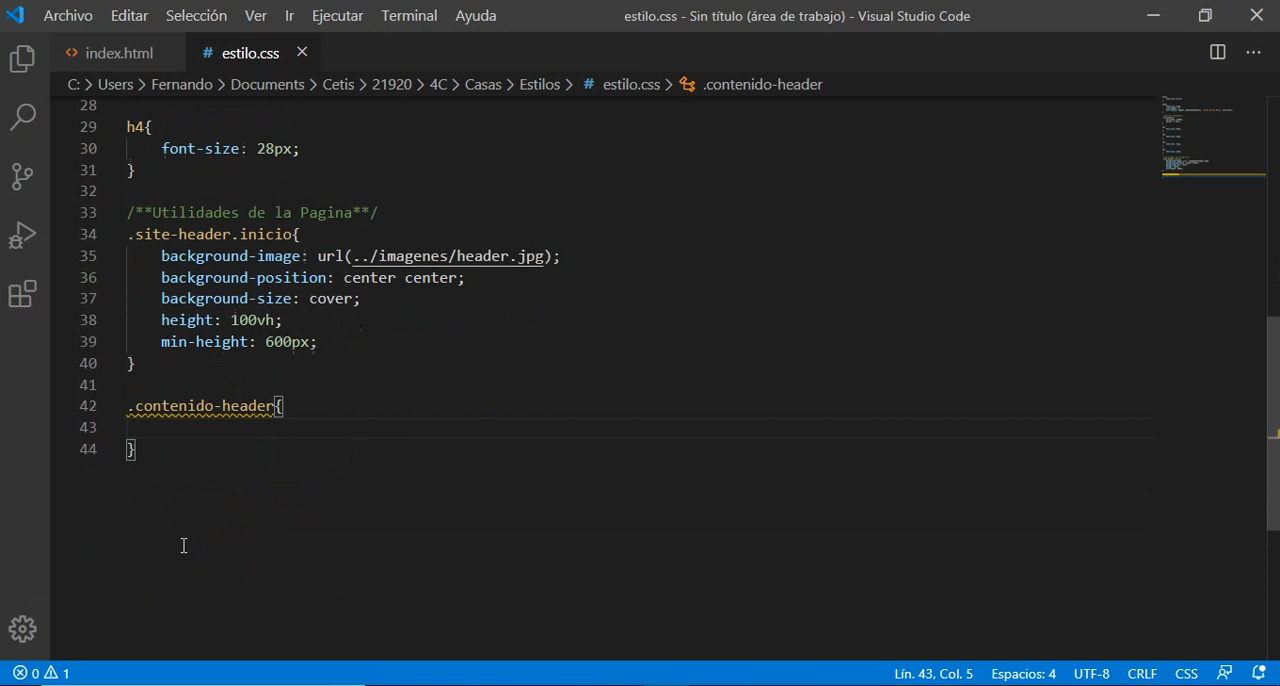 Archivo Editar Selección Ver Ir Ejecutar Terminal Ayuda estilo.css - Sin título (área de trabajo) - Visual Studio Code
index.html # estilo.css
C: > Users > Fernando > Documents > Cetis > 21920 > 4C > Casas > Estilos > # estilo.css > .contenido-header
28
29 h4{
30 font-size: 28px;
31 }
32
33 /**Utilidades de la Pagina**/
34 .site-header.inicio{
35 background-image: url(../imagenes/header.jpg);
36 background-position: center center;
37 background-size: cover;
38 height: 100vh;
39 min-height: 600px;
40 }
41
42 .contenido-header{
43
44 }
0 1 Lín. 43, Col. 5 Espacios: 4 UTF-8 CRLF CSS